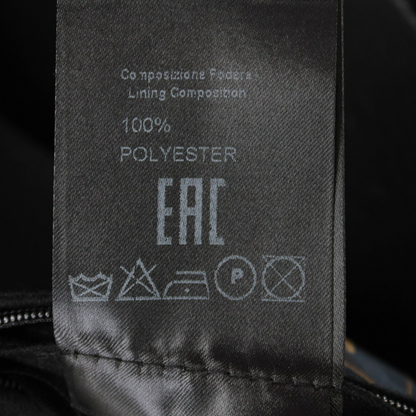 Composizione Fodera
Lining Composition
100%
POLYESTER
EAC
P